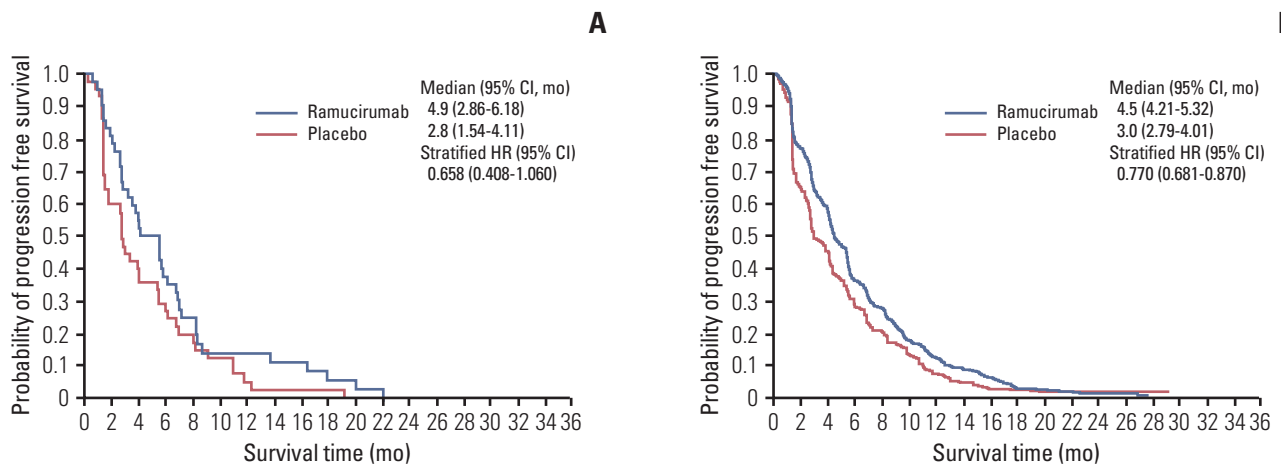 A
Probability of progression free survival
1.0
0.9
0.8
0.7
0.6
0.5
0.4
0.3
0.2
0.1
0
Median (95% CI, mo)
Ramucirumab 4.9 (2.86-6.18)
Placebo 2.8 (1.54-4.11)
Stratified HR (95% CI)
0.658 (0.408-1.060)
0 2 4 6 8 10 12 14 16 18 20 22 24 26 28 30 32 34 36
Survival time (mo)
Probability of progression free survival
1.0
0.9
0.8
0.7
0.6
0.5
0.4
0.3
0.2
0.1
0
Median (95% CI, mo)
Ramucirumab 4.5 (4.21-5.32)
Placebo 3.0 (2.79-4.01)
Stratified HR (95% CI)
0.770 (0.681-0.870)
0 2 4 6 8 10 12 14 16 18 20 22 24 26 28 30 32 34 36
Survival time (mo)